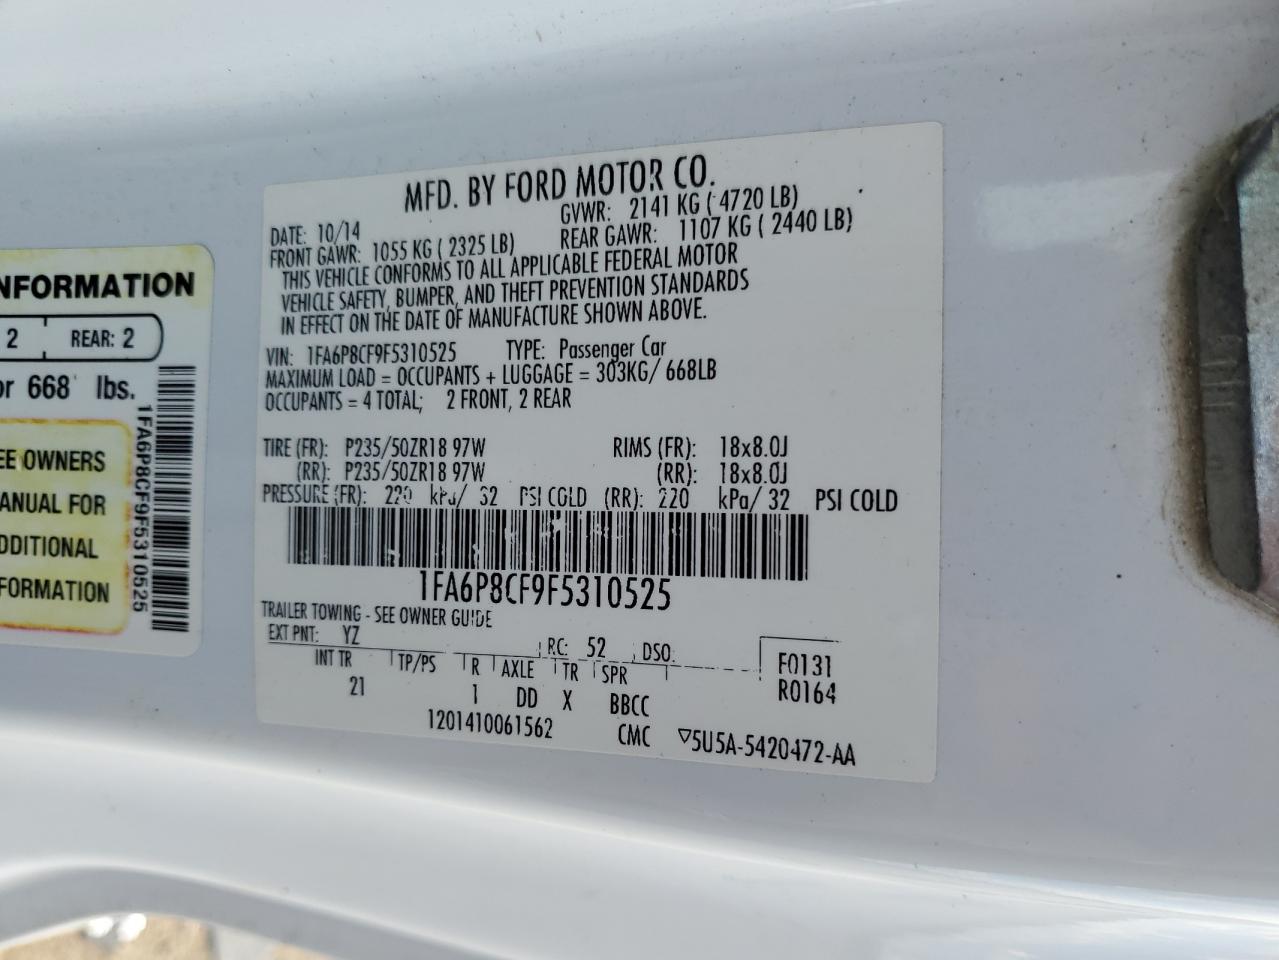 NFORMATION
2 REAR: 2
or 668 lbs.
EE OWNERS
ANUAL FOR
DDITIONAL
FORMATION
1FA6P8CF9F5310525
MFD. BY FORD MOTOR CO.
DATE: 10/14 GVWR: 2141 KG ( 4720 LB)
FRONT GAWR: 1055 KG ( 2325 LB) REAR GAWR: 1107 KG ( 2440 LB)
THIS VEHICLE CONFORMS TO ALL APPLICABLE FEDERAL MOTOR
VEHICLE SAFETY, BUMPER, AND THEFT PREVENTION STANDARDS
IN EFFECT ON THE DATE OF MANUFACTURE SHOWN ABOVE.
VIN: 1FA6P8CF9F5310525 TYPE: Passenger Car
MAXIMUM LOAD = OCCUPANTS + LUGGAGE = 303KG/ 668LB
OCCUPANTS = 4 TOTAL; 2 FRONT, 2 REAR
TIRE (FR): P235/50ZR18 97W RIMS (FR): 18x8.0J
(RR): P235/50ZR18 97W (RR): 18x8.0J
PRESSURE (FR): 220 kPa/ 32 PSI COLD (RR): 220 kPa/ 32 PSI COLD
1FA6P8CF9F5310525
TRAILER TOWING - SEE OWNER GUIDE
EXT PNT: YZ RC: 52 DSO: F0131
INT TR TP/PS R AXLE TR SPR R0164
21 1 DD X BBCC
1201410061562 CMC ▽5U5A-5420472-AA